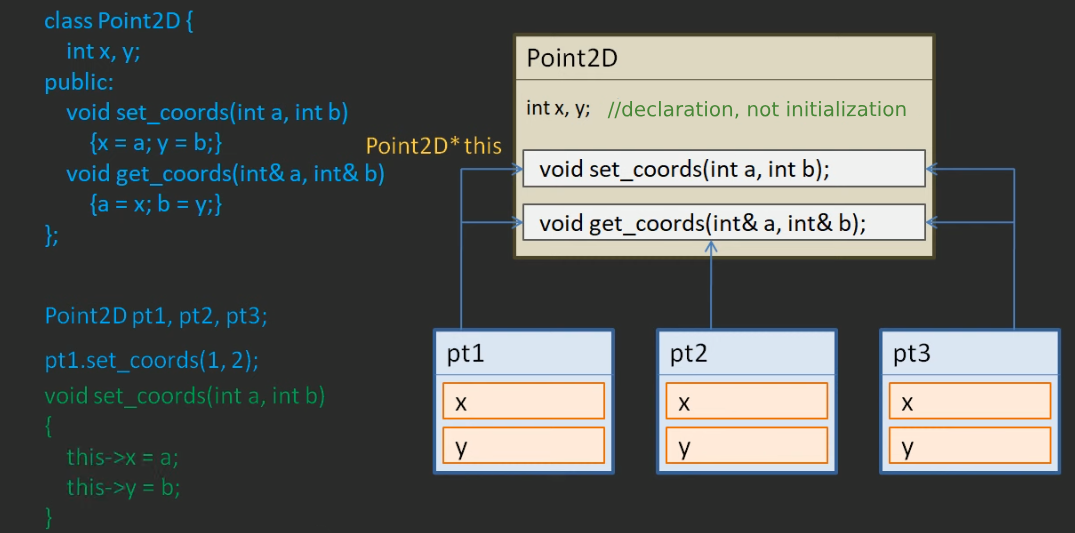 class Point2D {
int x, y;
public:
void set_coords(int a, int b)
{x = a; y = b;}
void get_coords(int& a, int& b)
{a = x; b = y;}
};
Point2D pt1, pt2, pt3;
pt1.set_coords(1, 2);
void set_coords(int a, int b)
{
this->x = a;
this->y = b;
}
Point2D* this
Point2D
int x, y; //declaration, not initialization
void set_coords(int a, int b);
void get_coords(int& a, int& b);
pt1
x
y
pt2
x
y
pt3
x
y